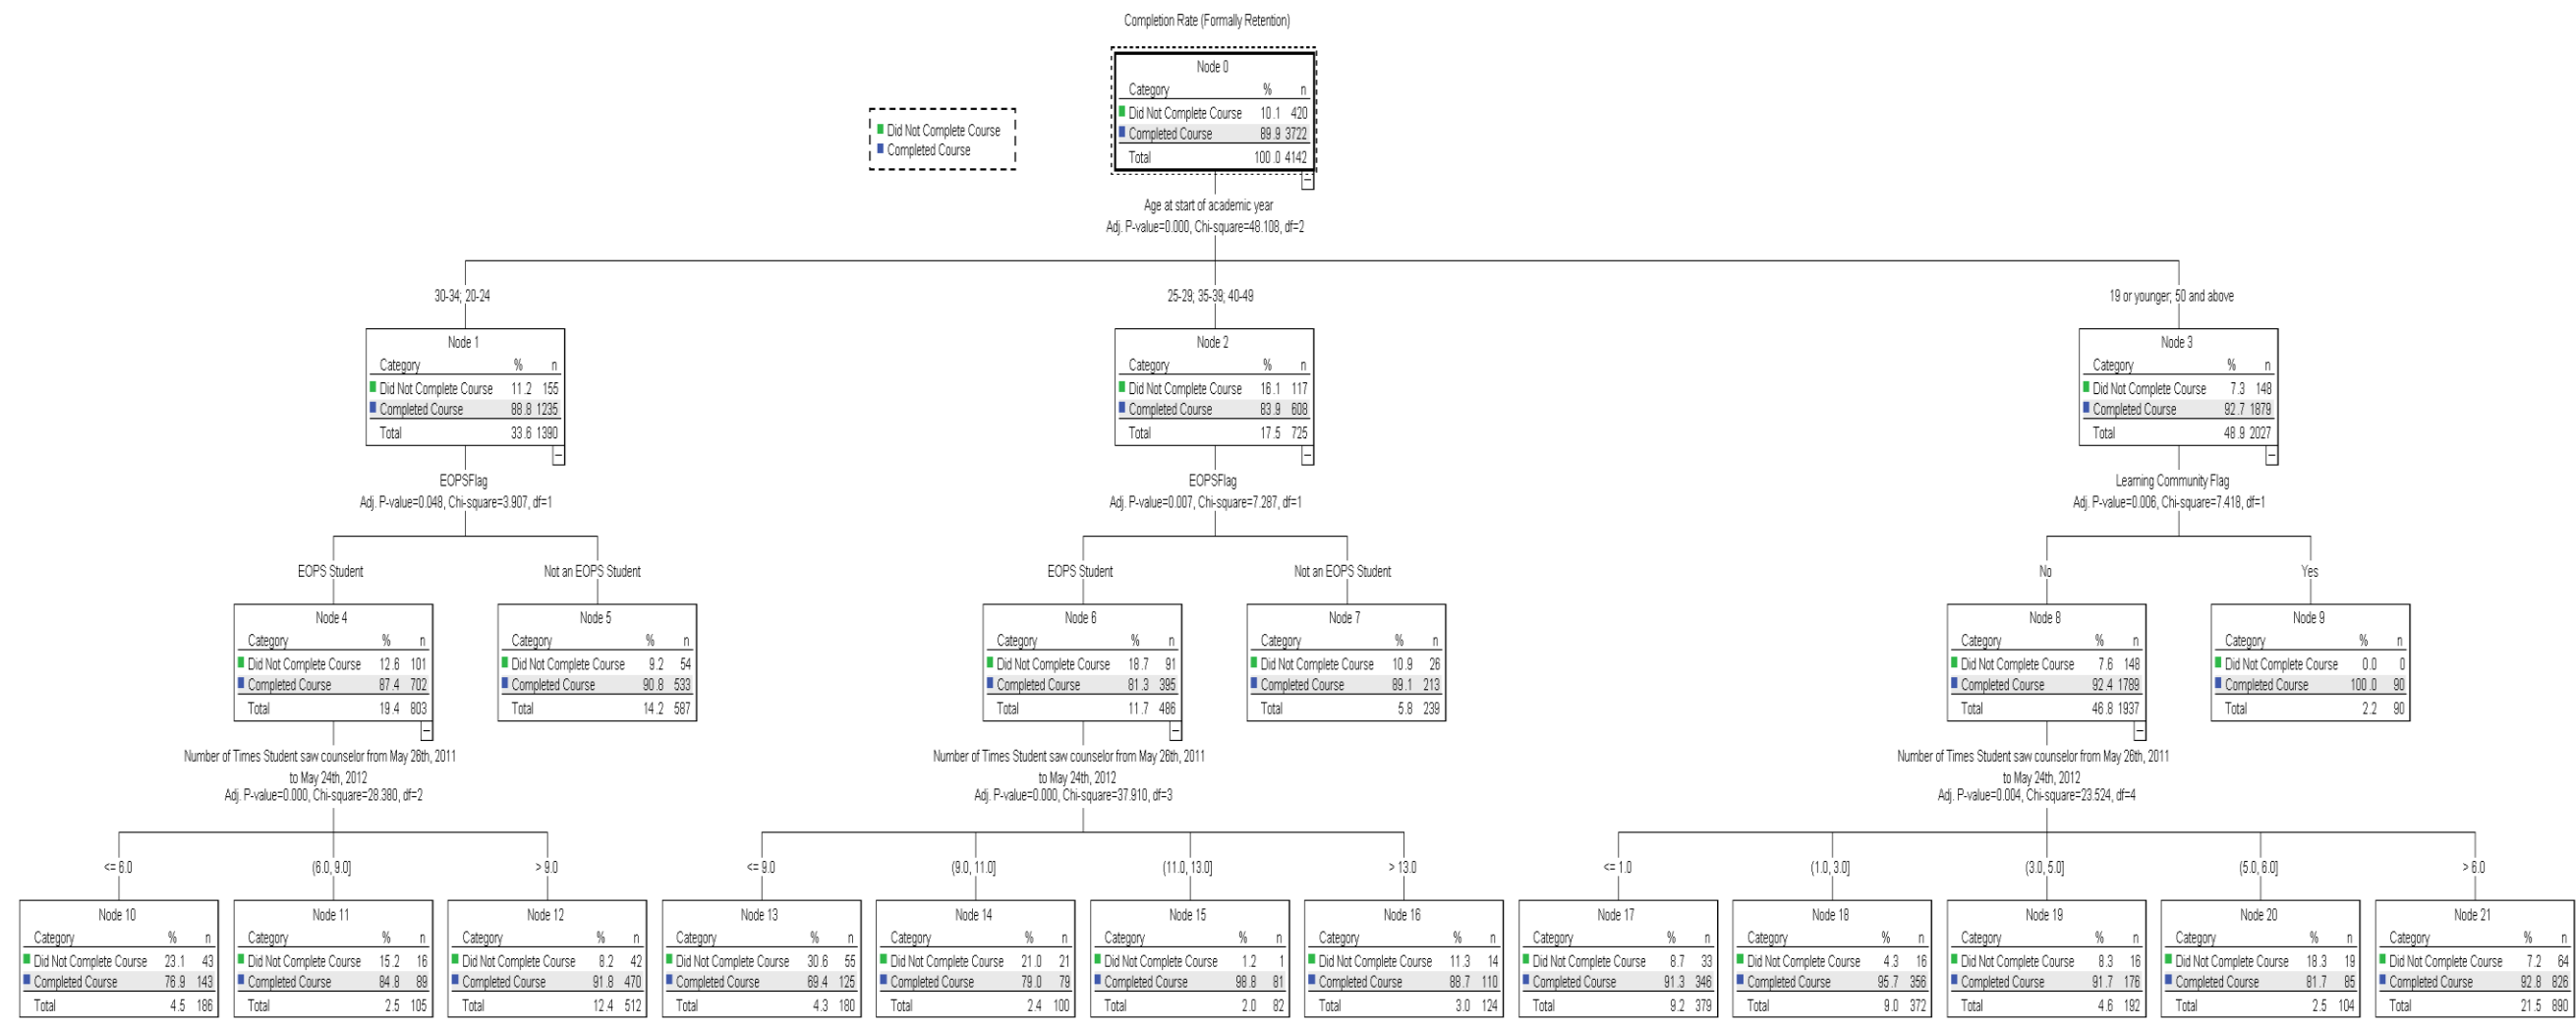 Completion Rate (Formally Retention)
Node 0
Category % n
Did Not Complete Course 10.1 420
Completed Course 89.9 3722
Total 100.0 4142
Did Not Complete Course
Completed Course
Age at start of academic year
Adj. P-value=0.000, Chi-square=48.108, df=2
30-34; 20-24
25-29; 35-39; 40-49
19 or younger; 50 and above
Node 1
Category % n
Did Not Complete Course 11.2 155
Completed Course 88.8 1235
Total 33.6 1390
Node 2
Category % n
Did Not Complete Course 16.1 117
Completed Course 83.9 608
Total 17.5 725
Node 3
Category % n
Did Not Complete Course 7.3 148
Completed Course 92.7 1879
Total 48.9 2027
EOPSFlag
Adj. P-value=0.048, Chi-square=3.907, df=1
EOPSFlag
Adj. P-value=0.007, Chi-square=7.287, df=1
Learning Community Flag
Adj. P-value=0.006, Chi-square=7.418, df=1
EOPS Student
Not an EOPS Student
EOPS Student
Not an EOPS Student
No
Yes
Node 4
Category % n
Did Not Complete Course 12.6 101
Completed Course 87.4 702
Total 19.4 803
Node 5
Category % n
Did Not Complete Course 9.2 54
Completed Course 90.8 533
Total 14.2 587
Node 6
Category % n
Did Not Complete Course 18.7 91
Completed Course 81.3 395
Total 11.7 486
Node 7
Category % n
Did Not Complete Course 10.9 26
Completed Course 89.1 213
Total 5.8 239
Node 8
Category % n
Did Not Complete Course 7.6 148
Completed Course 92.4 1789
Total 46.8 1937
Node 9
Category % n
Did Not Complete Course 0.0 0
Completed Course 100.0 90
Total 2.2 90
Number of Times Student saw counselor from May 26th, 2011
to May 24th, 2012
Adj. P-value=0.000, Chi-square=28.380, df=2
Number of Times Student saw counselor from May 26th, 2011
to May 24th, 2012
Adj. P-value=0.000, Chi-square=37.910, df=3
Number of Times Student saw counselor from May 26th, 2011
to May 24th, 2012
Adj. P-value=0.004, Chi-square=23.524, df=4
<= 6.0
(6.0, 9.0]
> 9.0
<= 9.0
(9.0, 11.0]
(11.0, 13.0]
> 13.0
<= 1.0
(1.0, 3.0]
(3.0, 5.0]
(5.0, 6.0]
> 6.0
Node 10
Category % n
Did Not Complete Course 23.1 43
Completed Course 76.9 143
Total 4.5 186
Node 11
Category % n
Did Not Complete Course 15.2 16
Completed Course 84.8 89
Total 2.5 105
Node 12
Category % n
Did Not Complete Course 8.2 42
Completed Course 91.8 470
Total 12.4 512
Node 13
Category % n
Did Not Complete Course 30.6 55
Completed Course 69.4 125
Total 4.3 180
Node 14
Category % n
Did Not Complete Course 21.0 21
Completed Course 79.0 79
Total 2.4 100
Node 15
Category % n
Did Not Complete Course 1.2 1
Completed Course 98.8 81
Total 2.0 82
Node 16
Category % n
Did Not Complete Course 11.3 14
Completed Course 88.7 110
Total 3.0 124
Node 17
Category % n
Did Not Complete Course 8.7 33
Completed Course 91.3 346
Total 9.2 379
Node 18
Category % n
Did Not Complete Course 4.3 16
Completed Course 95.7 356
Total 9.0 372
Node 19
Category % n
Did Not Complete Course 8.3 16
Completed Course 91.7 176
Total 4.6 192
Node 20
Category % n
Did Not Complete Course 18.3 19
Completed Course 81.7 85
Total 2.5 104
Node 21
Category % n
Did Not Complete Course 7.2 64
Completed Course 92.8 826
Total 21.5 890